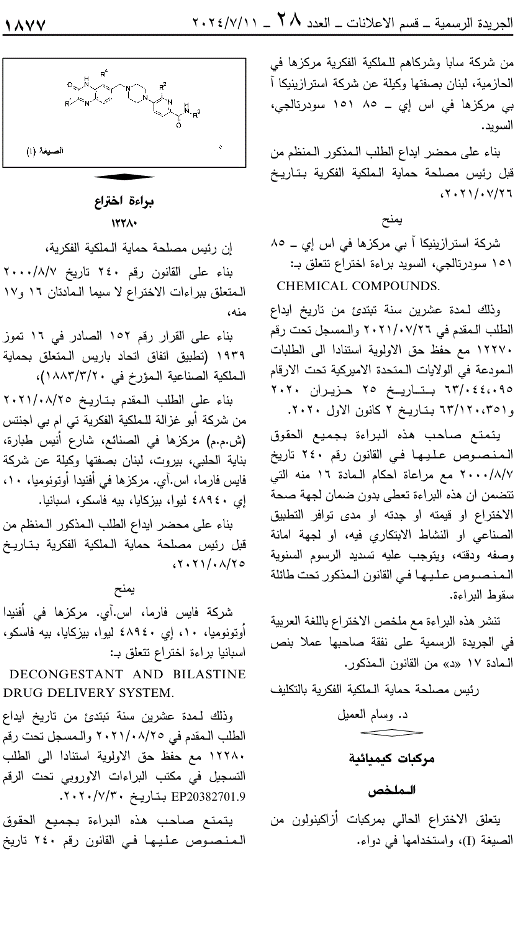 الجريدة الرسمية – قسم الاعلانات – العدد ٢٨ – ٢٠٢٤/٧/١١
١٨٧٧
من شركة سابا وشركاهم للملكية الفكرية مركزها في
الحازمية، لبنان بصفتها وكيلة عن شركة استرازينيكا آ
بي مركزها في اس إي – ٨٥ ١٥١ سودرتالجي،
السويد.
بناء على محضر ايداع الطلب المذكور المنظم من
قبل رئيس مصلحة حماية الملكية الفكرية بتاريخ
٢٠٢١/٠٧/٢٦،
يمنح
شركة استرازينيكا آ بي مركزها في اس إي – ٨٥
١٥١ سودرتالجي، السويد براءة اختراع تتعلق بـ:
CHEMICAL COMPOUNDS.
وذلك لمدة عشرين سنة تبتدئ من تاريخ ايداع
الطلب المقدم في ٢٠٢١/٠٧/٢٦ والمسجل تحت رقم
١٢٢٧٠ مع حفظ حق الاولوية استنادا الى الطلبات
المودعة في الولايات المتحدة الاميركية تحت الارقام
٦٣/٠٤٤,٠٩٥ بتاريخ ٢٥ حزيران ٢٠٢٠
و٦٣/١٢٠,٣٥١ بتاريخ ٢ كانون الاول ٢٠٢٠.
يتمتع صاحب هذه البراءة بجميع الحقوق
المنصوص عليها في القانون رقم ٢٤٠ تاريخ
٢٠٠٠/٨/٧ مع مراعاة احكام المادة ١٦ منه التي
تتضمن ان هذه البراءة تعطى بدون ضمان لجهة صحة
الاختراع او قيمته او جدته او مدى توافر التطبيق
الصناعي او النشاط الابتكاري فيه، او لجهة امانة
وصفه ودقته، ويتوجب عليه تسديد الرسوم السنوية
المنصوص عليها في القانون المذكور تحت طائلة
سقوط البراءة.
تنشر هذه البراءة مع ملخص الاختراع باللغة العربية
في الجريدة الرسمية على نفقة صاحبها عملا بنص
المادة ١٧ «د» من القانون المذكور.
رئيس مصلحة حماية الملكية الفكرية بالتكليف
د. وسام العميل
مركبات كيميائية
الملخص
يتعلق الاختراع الحالي بمركبات أزاكينولون من
الصيغة (I)، واستخدامها في دواء.
الصيغة (I)
براءة اختراع
١٢٢٨٠
إن رئيس مصلحة حماية الملكية الفكرية،
بناء على القانون رقم ٢٤٠ تاريخ ٢٠٠٠/٨/٧
المتعلق ببراءات الاختراع لا سيما المادتان ١٦ و١٧
منه،
بناء على القرار رقم ١٥٢ الصادر في ١٦ تموز
١٩٣٩ (تطبيق اتفاق اتحاد باريس المتعلق بحماية
الملكية الصناعية المؤرخ في ١٨٨٣/٣/٢٠)،
بناء على الطلب المقدم بتاريخ ٢٠٢١/٠٨/٢٥
من شركة أبو غزالة للملكية الفكرية تي ام بي اجنتس
(ش.م.م) مركزها في الصنائع، شارع أنيس طبارة،
بناية الحلبي، بيروت، لبنان بصفتها وكيلة عن شركة
فايس فارما، اس.آي. مركزها في أفنيدا أوتونوميا، ١٠،
إي ٤٨٩٤٠ ليوا، بيزكايا، بيه فاسكو، اسبانيا.
بناء على محضر ايداع الطلب المذكور المنظم من
قبل رئيس مصلحة حماية الملكية الفكرية بتاريخ
٢٠٢١/٠٨/٢٥،
يمنح
شركة فايس فارما، اس.آي. مركزها في أفنيدا
أوتونوميا، ١٠، إي ٤٨٩٤٠ ليوا، بيزكايا، بيه فاسكو،
اسبانيا براءة اختراع تتعلق بـ:
DECONGESTANT AND BILASTINE
DRUG DELIVERY SYSTEM.
وذلك لمدة عشرين سنة تبتدئ من تاريخ ايداع
الطلب المقدم في ٢٠٢١/٠٨/٢٥ والمسجل تحت رقم
١٢٢٨٠ مع حفظ حق الاولوية استنادا الى الطلب
التسجيل في مكتب البراءات الاوروبي تحت الرقم
EP20382701.9 بتاريخ ٢٠٢٠/٧/٣٠.
يتمتع صاحب هذه البراءة بجميع الحقوق
المنصوص عليها في القانون رقم ٢٤٠ تاريخ